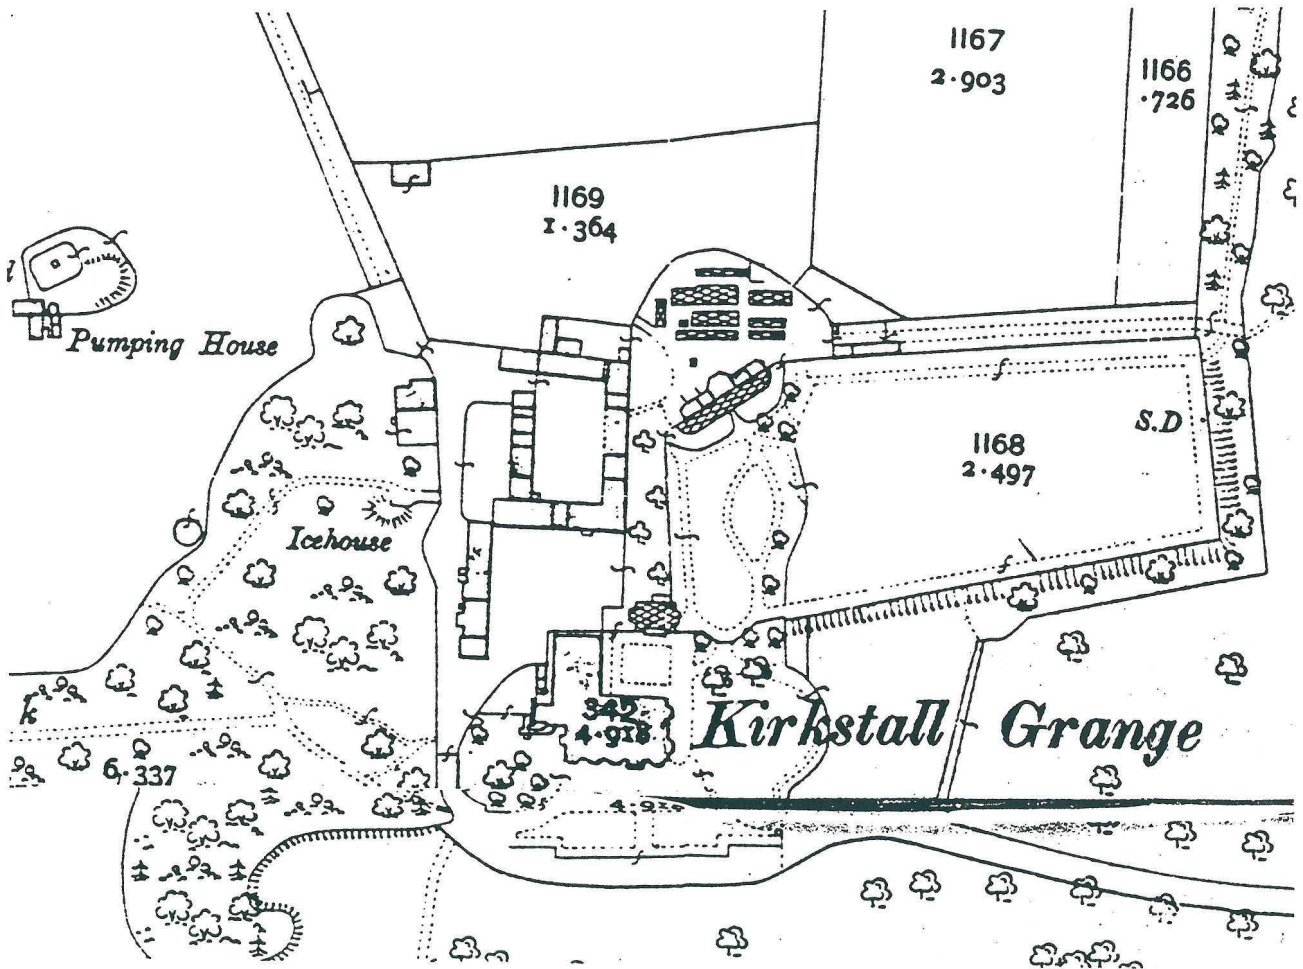 1167
2·903
1166
·726
1169
1·364
Pumping House
S.D
1168
2·497
Icehouse
342
4·918
Kirkstall Grange
6·337